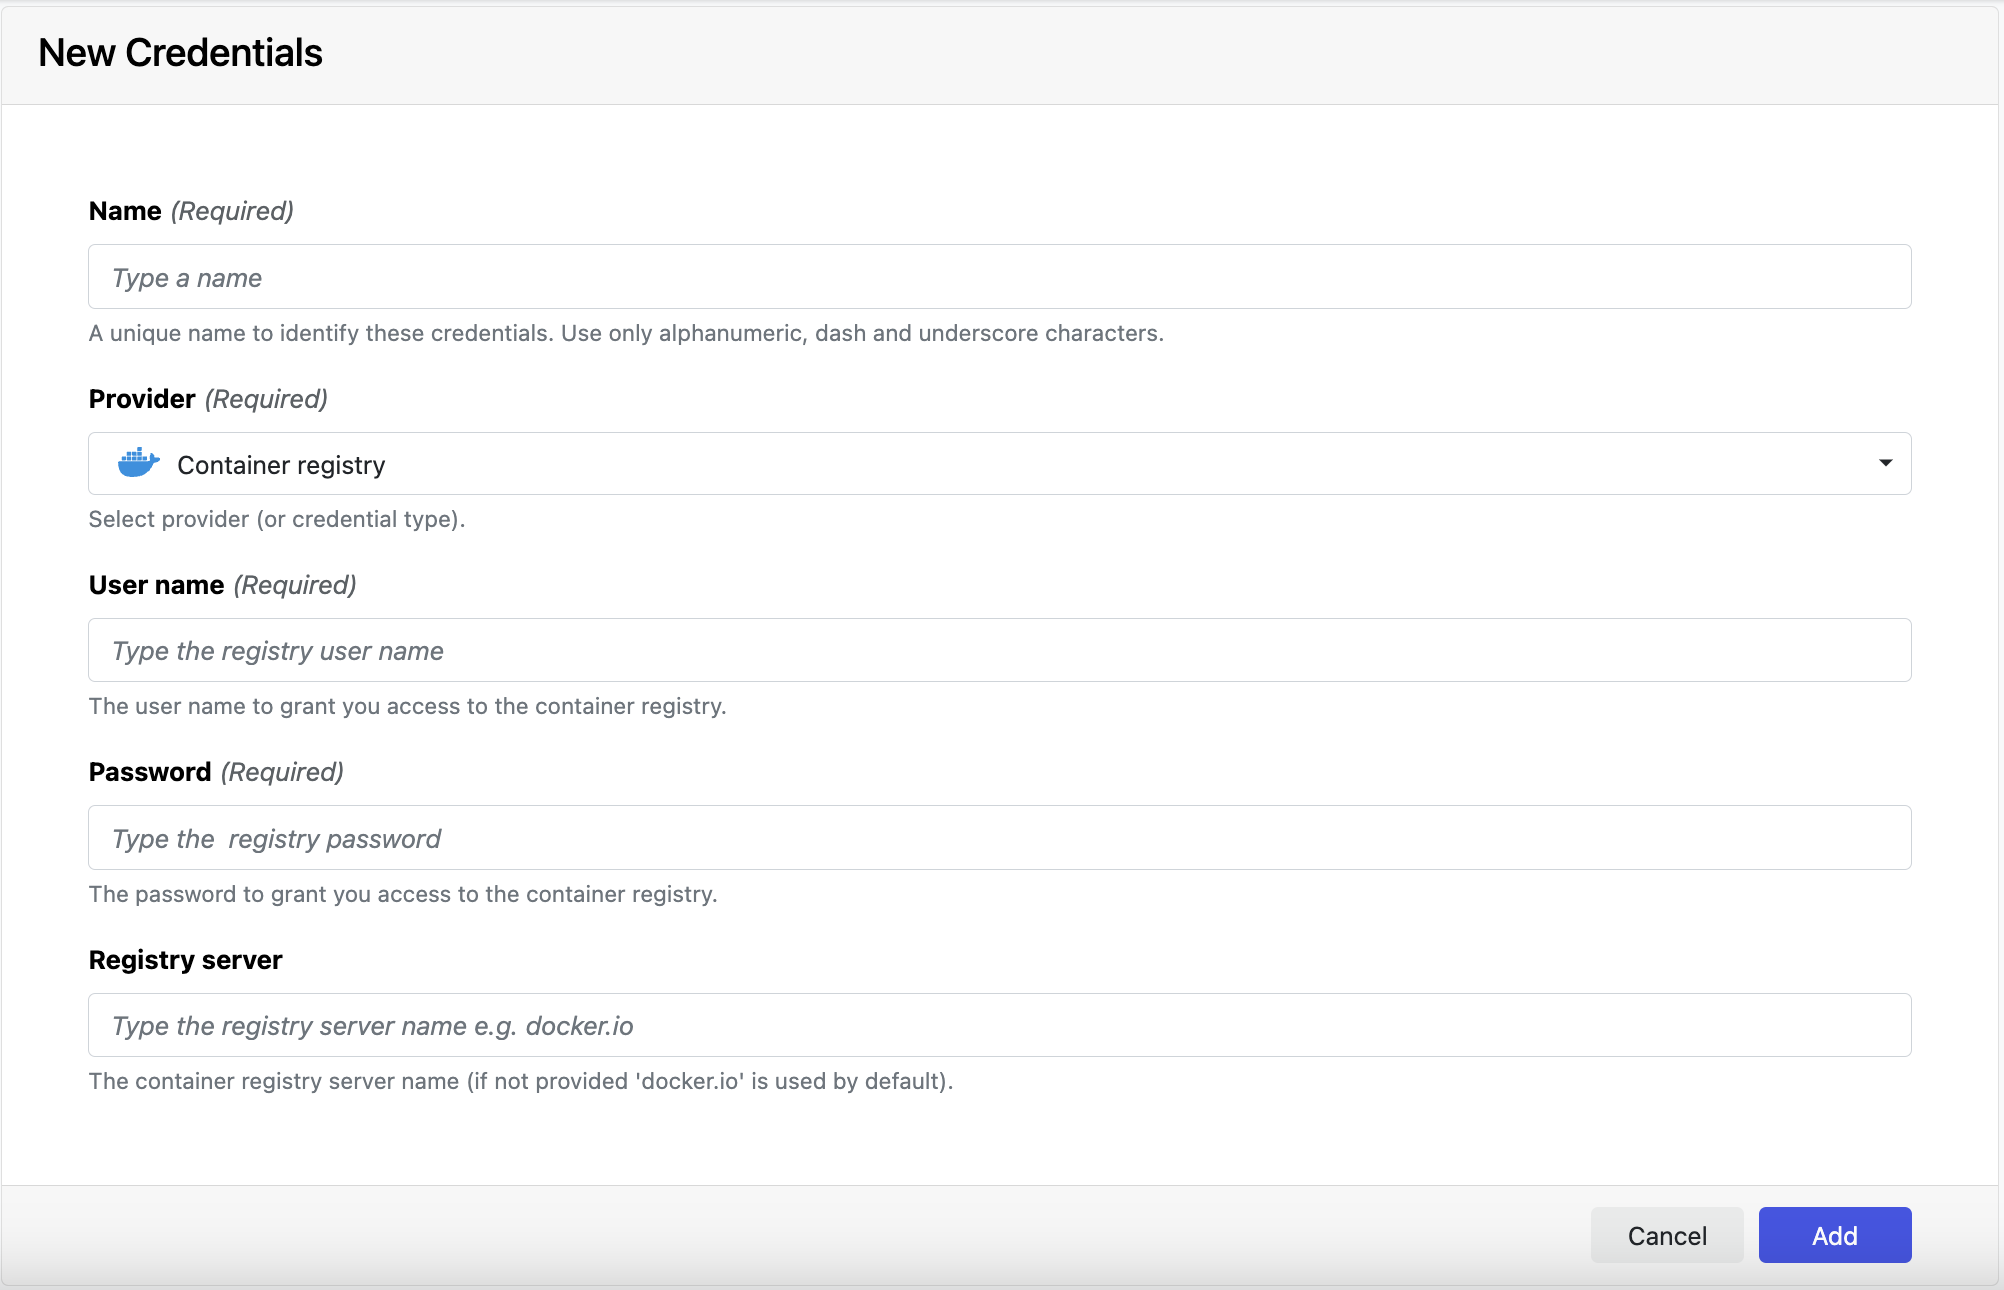 New Credentials
Name (Required)
Type a name
A unique name to identify these credentials. Use only alphanumeric, dash and underscore characters.
Provider (Required)
Container registry
Select provider (or credential type).
User name (Required)
Type the registry user name
The user name to grant you access to the container registry.
Password (Required)
Type the  registry password
The password to grant you access to the container registry.
Registry server
Type the registry server name e.g. docker.io
The container registry server name (if not provided 'docker.io' is used by default).
Cancel Add